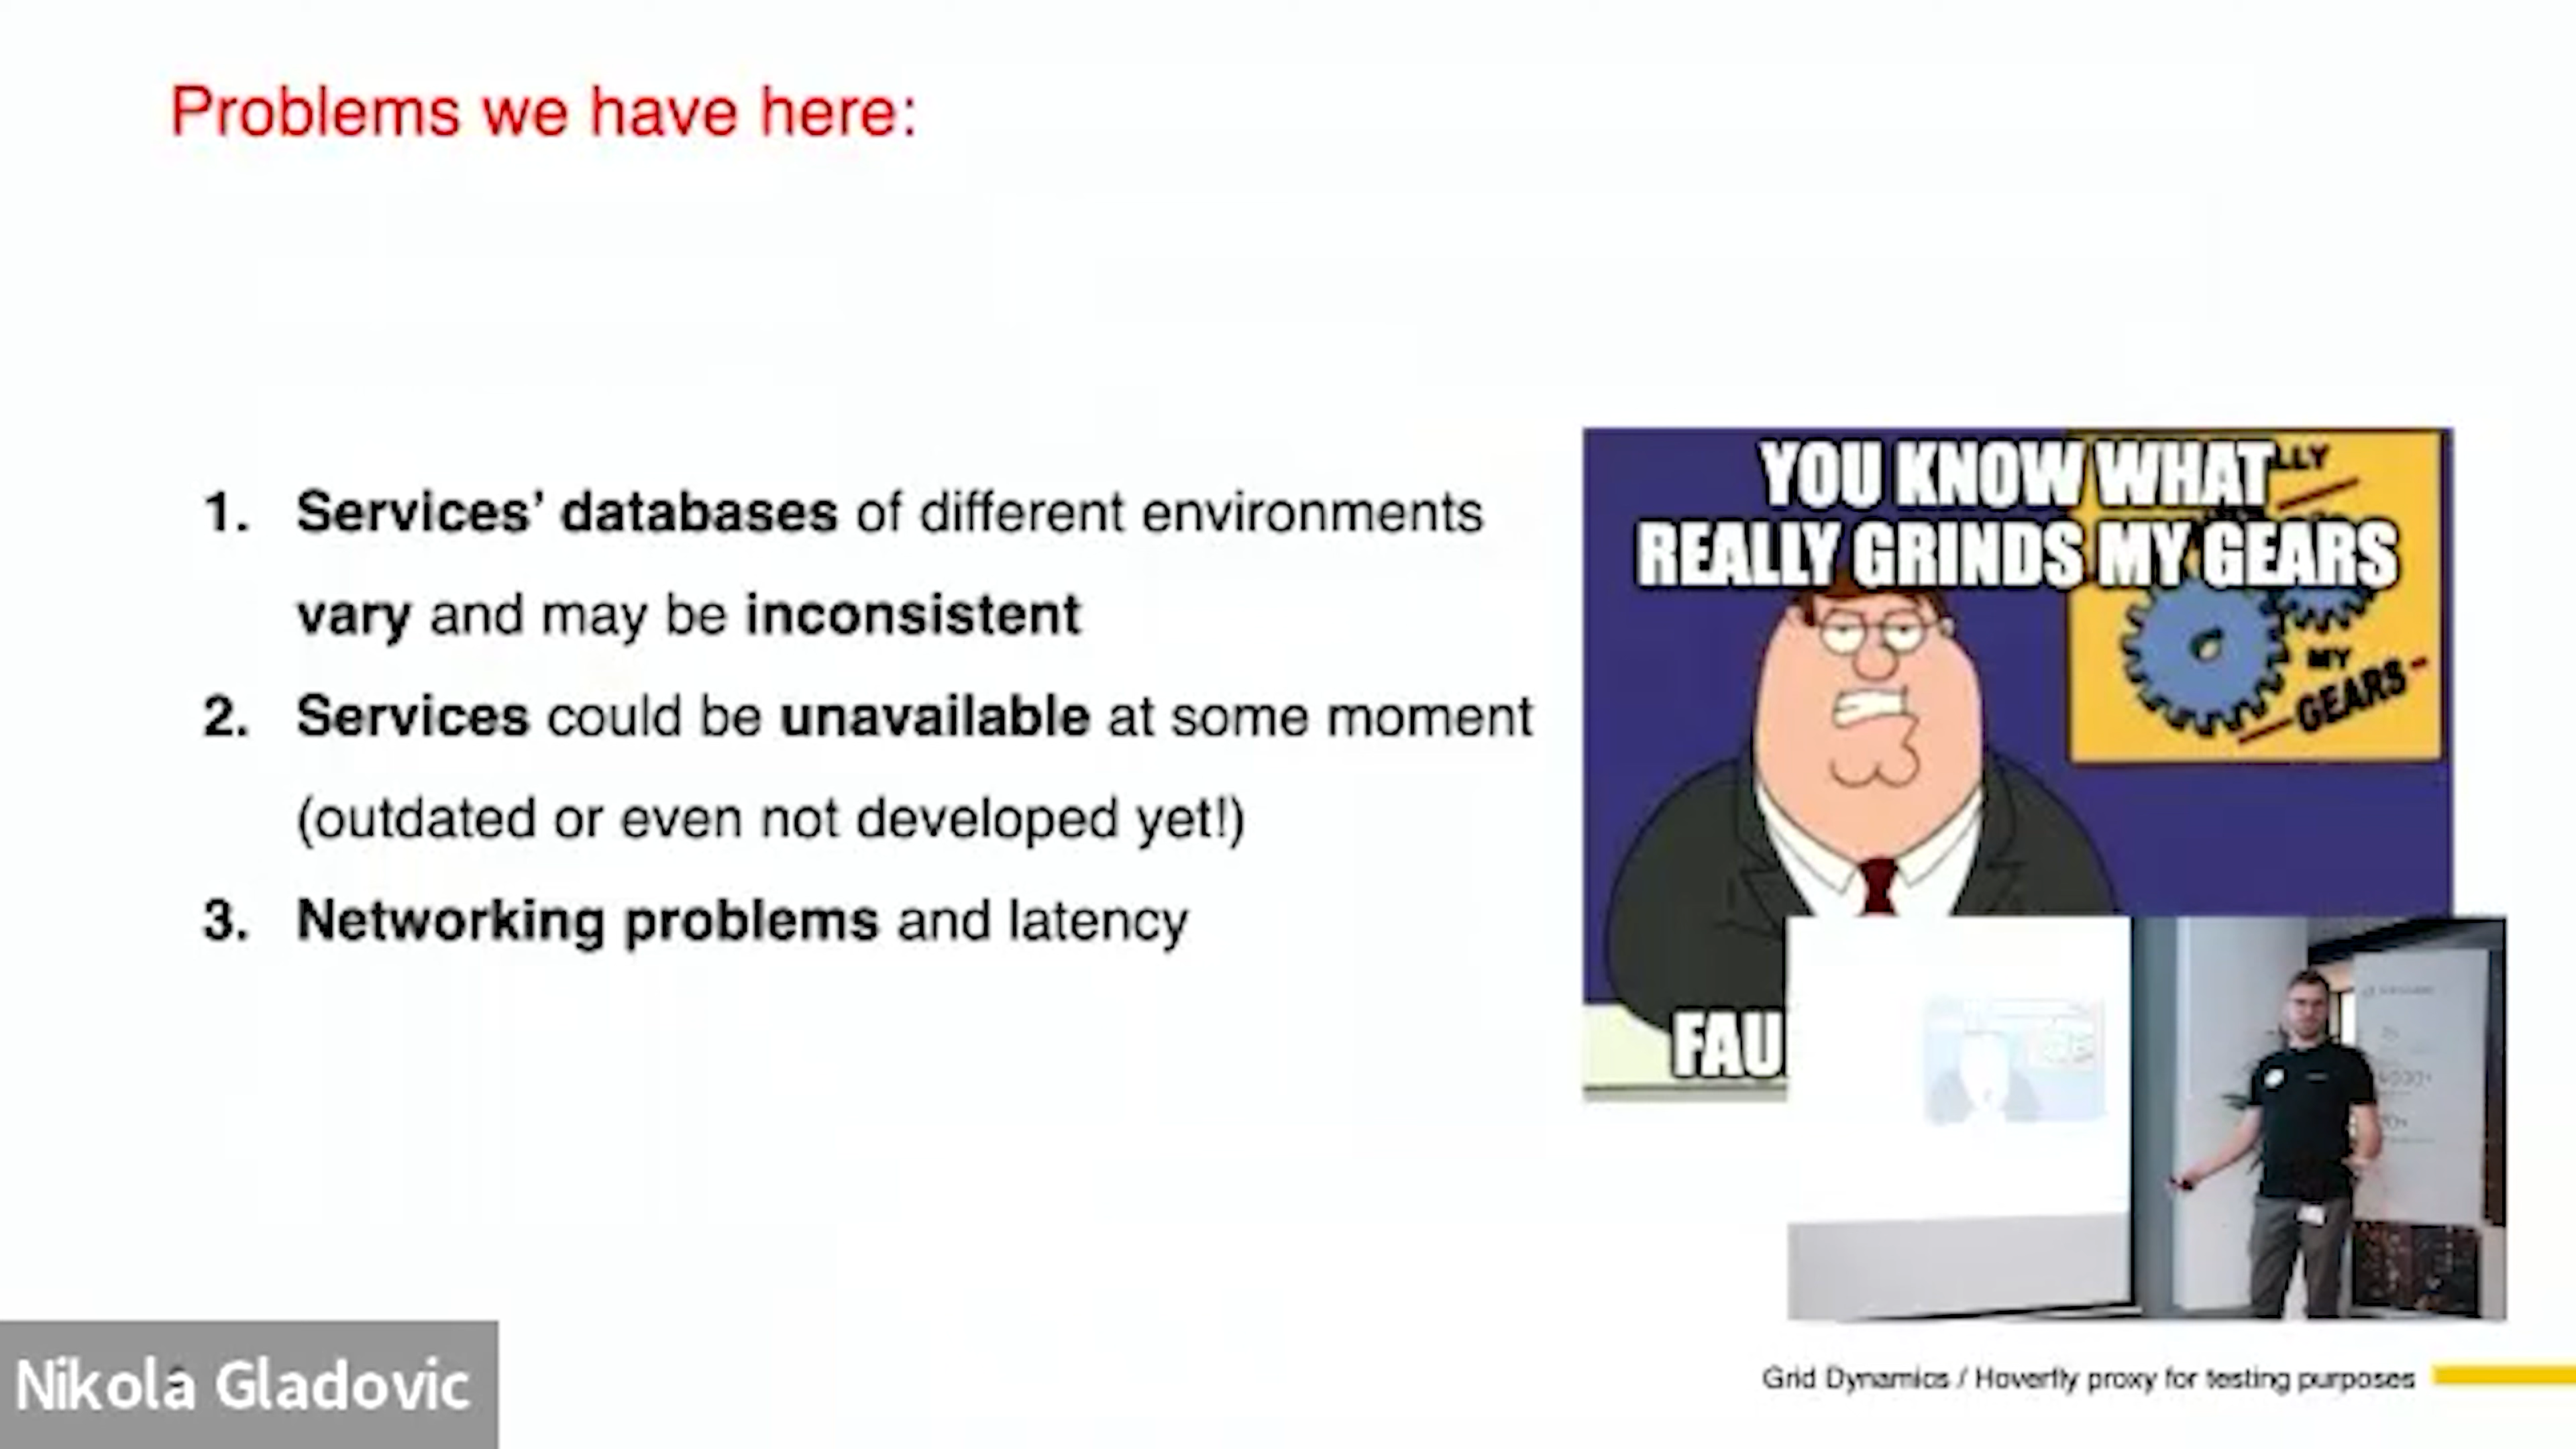 Problems we have here:
1. Services' databases of different environments
vary and may be inconsistent
2. Services could be unavailable at some moment
(outdated or even not developed yet!)
3. Networking problems and latency
YOU KNOW WHAT
REALLY GRINDS MY GEARS
LLY
MY
GEARS
FAU
Nikola Gladovic
Grid Dynamics / Hoverfly proxy for testing purposes